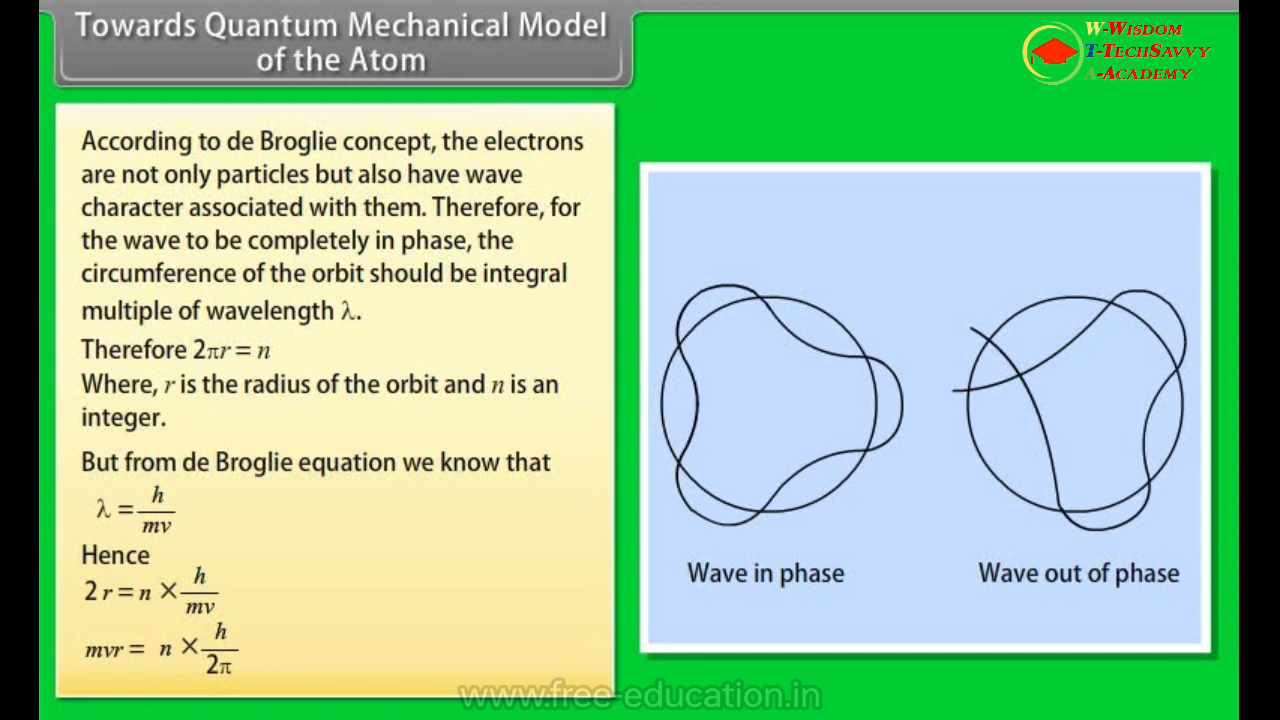 Towards Quantum Mechanical Model
of the Atom
W-Wisdom
T-TechSavvy
A-Academy
According to de Broglie concept, the electrons
are not only particles but also have wave
character associated with them. Therefore, for
the wave to be completely in phase, the
circumference of the orbit should be integral
multiple of wavelength λ.
Therefore 2πr = n
Where, r is the radius of the orbit and n is an
integer.
But from de Broglie equation we know that
λ = h/mv
Hence
2 r = n × h/mv
mvr = n × h/2π
Wave in phase
Wave out of phase
www.free-education.in